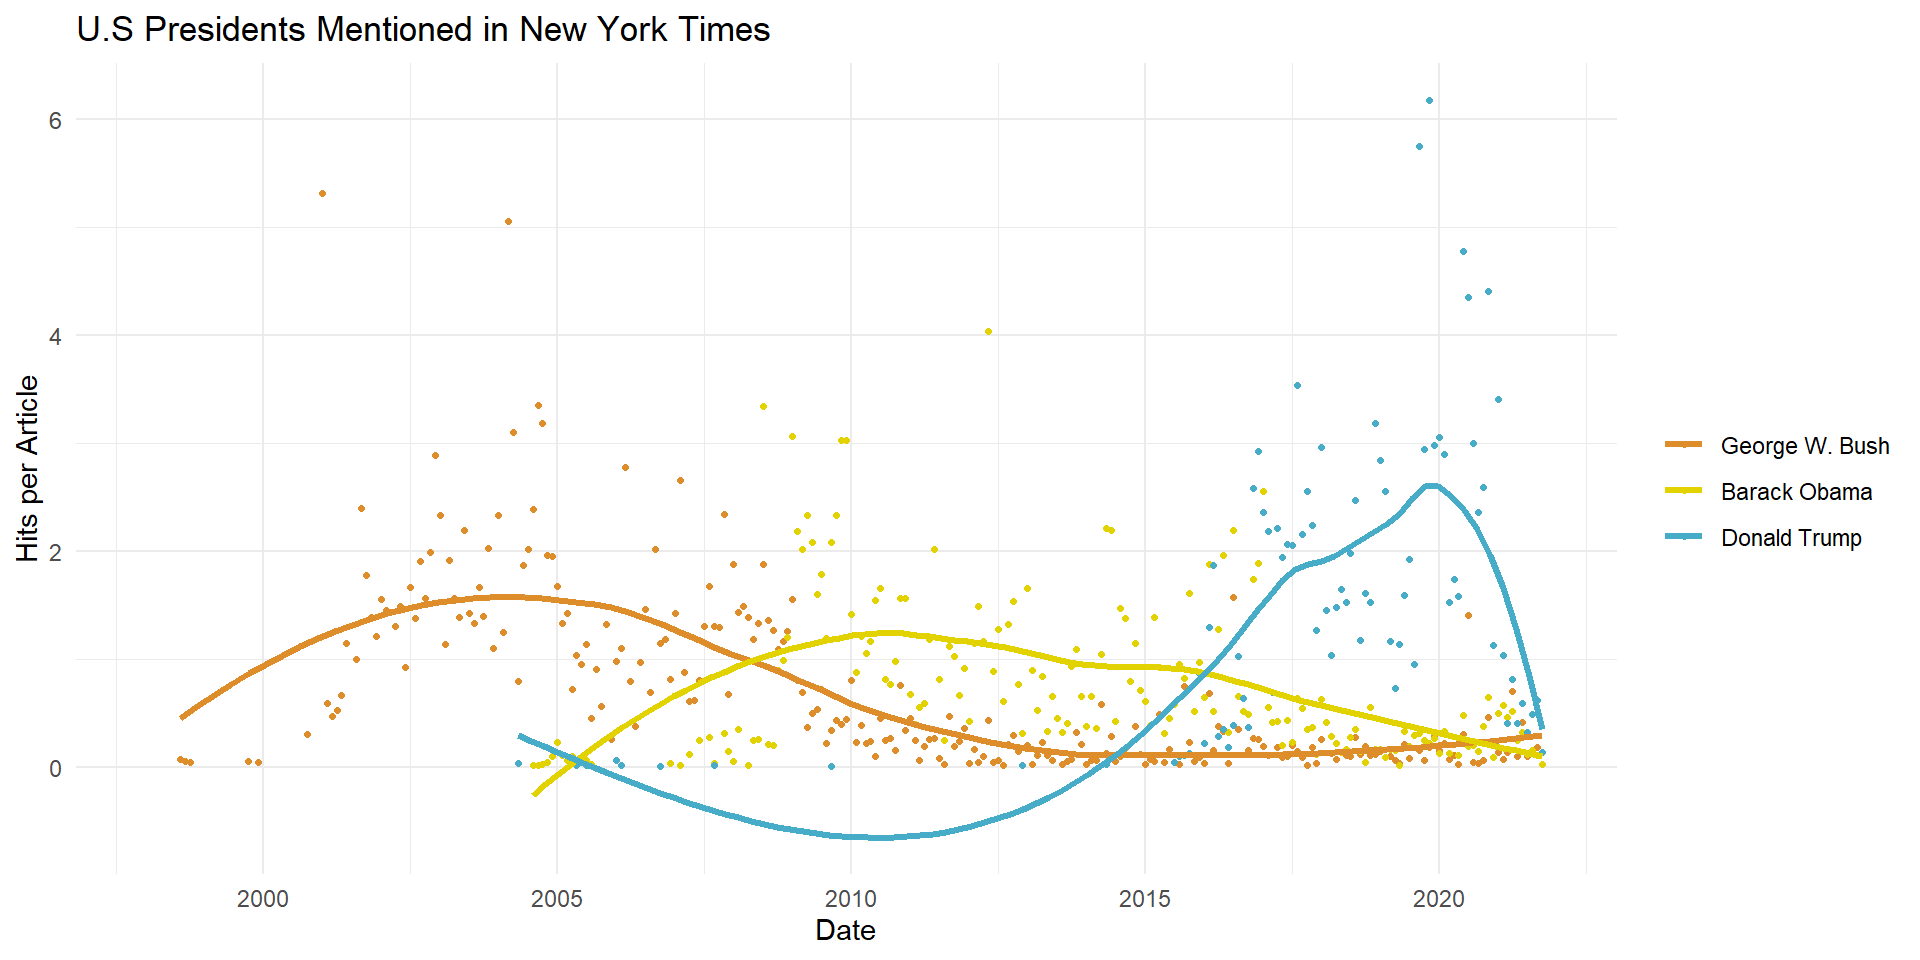 U.S Presidents Mentioned in New York Times
Hits per Article
6
4
2
0
2000
2005
2010
2015
2020
Date
George W. Bush
Barack Obama
Donald Trump